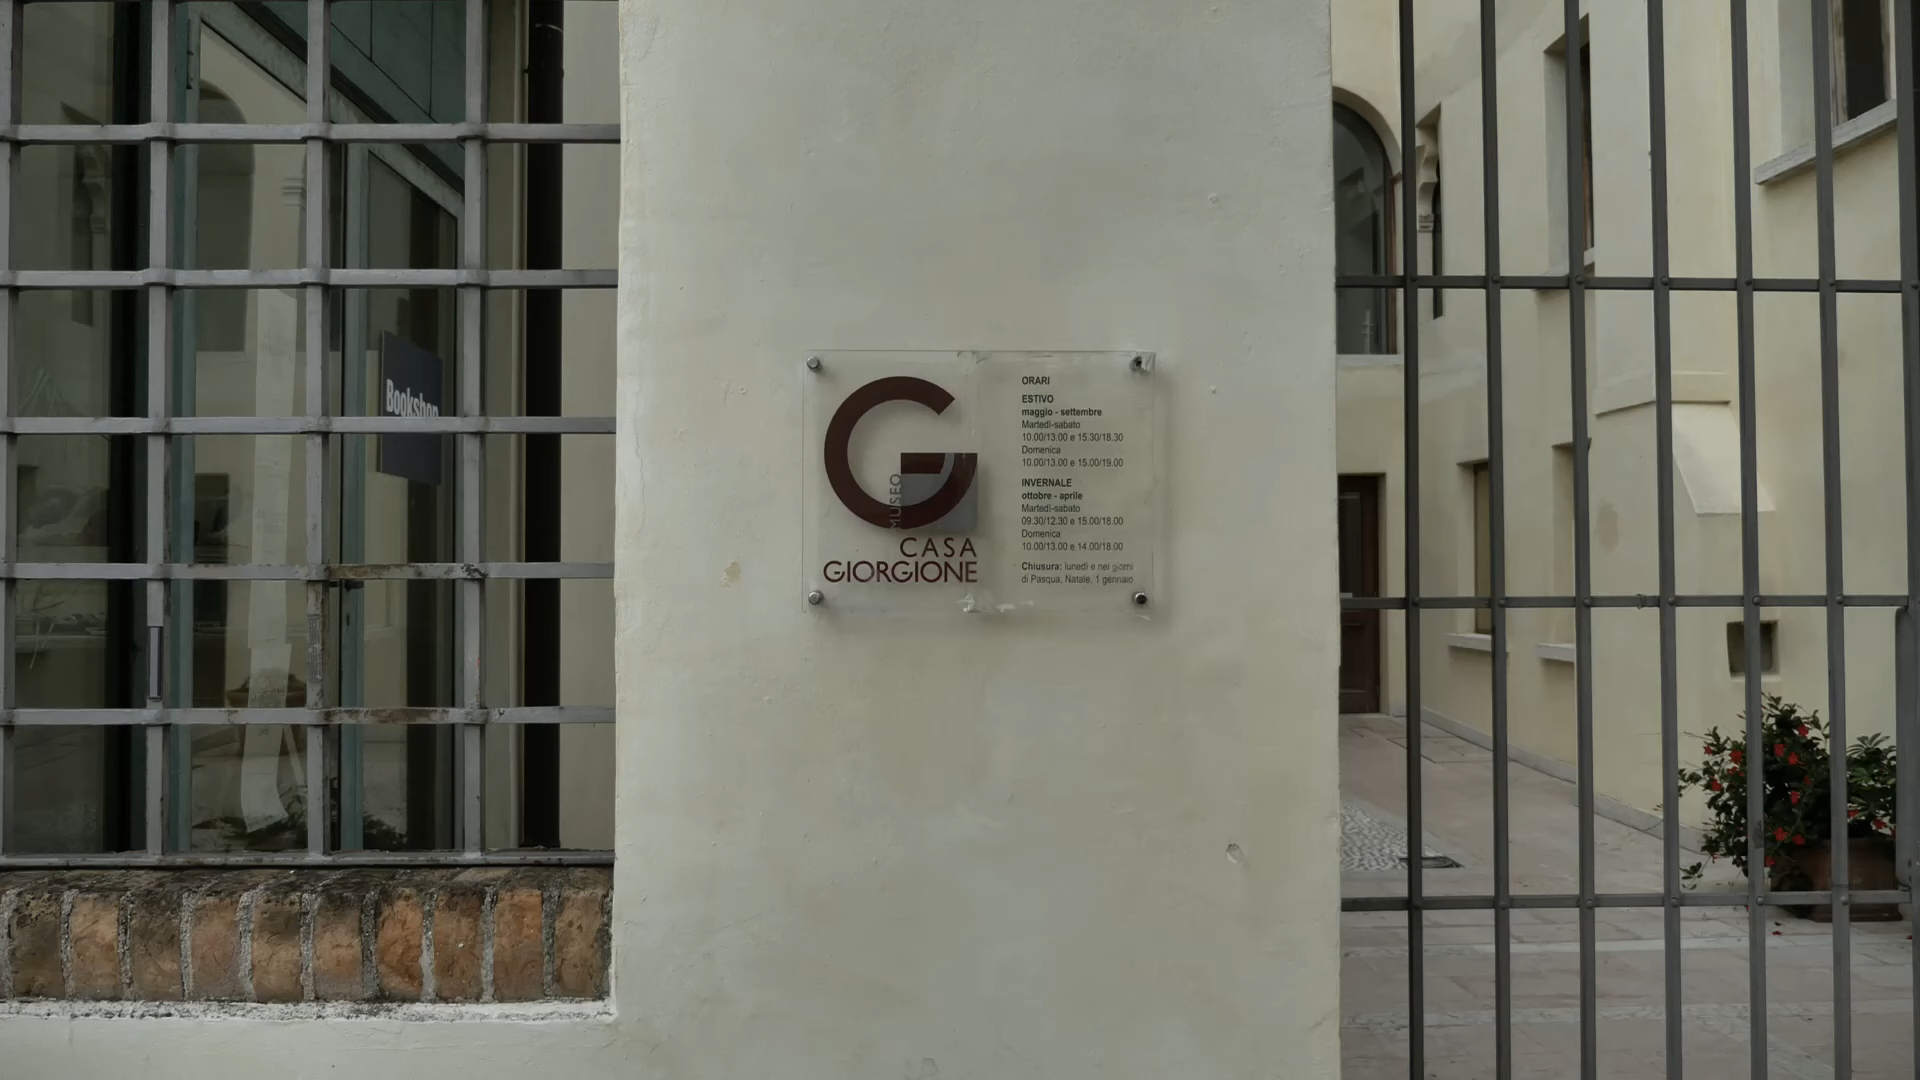 Bookshop
MUSEO
CASA
GIORGIONE
ORARI
ESTIVO
maggio - settembre
Martedì-sabato
10.00/13.00 e 15.30/18.30
Domenica
10.00/13.00 e 15.00/19.00
INVERNALE
ottobre - aprile
Martedì-sabato
09.30/12.30 e 15.00/18.00
Domenica
10.00/13.00 e 14.00/18.00
Chiusura: lunedì e nei giorni
di Pasqua, Natale, 1 gennaio